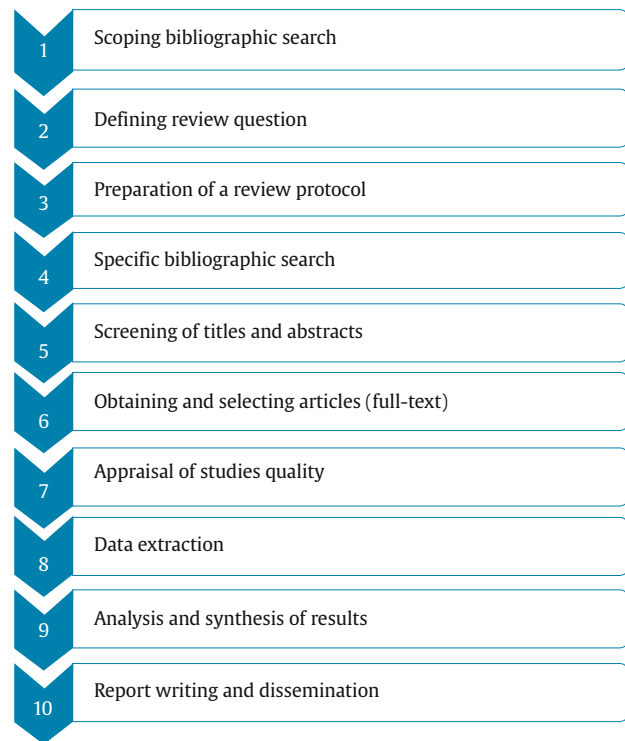 1 Scoping bibliographic search
2 Defining review question
3 Preparation of a review protocol
4 Specific bibliographic search
5 Screening of titles and abstracts
6 Obtaining and selecting articles (full-text)
7 Appraisal of studies quality
8 Data extraction
9 Analysis and synthesis of results
10 Report writing and dissemination